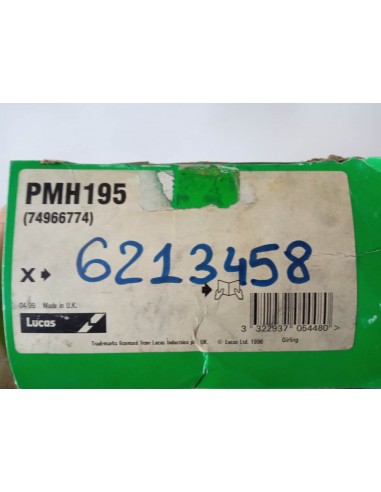 PMH195
(74966774)
X
6213458
04.99 Made in U.K.
Lucas
3 322937 054480 >
Trademarks licensed from Lucas Industries plc UK. © Lucas Ltd. 1996 Girling